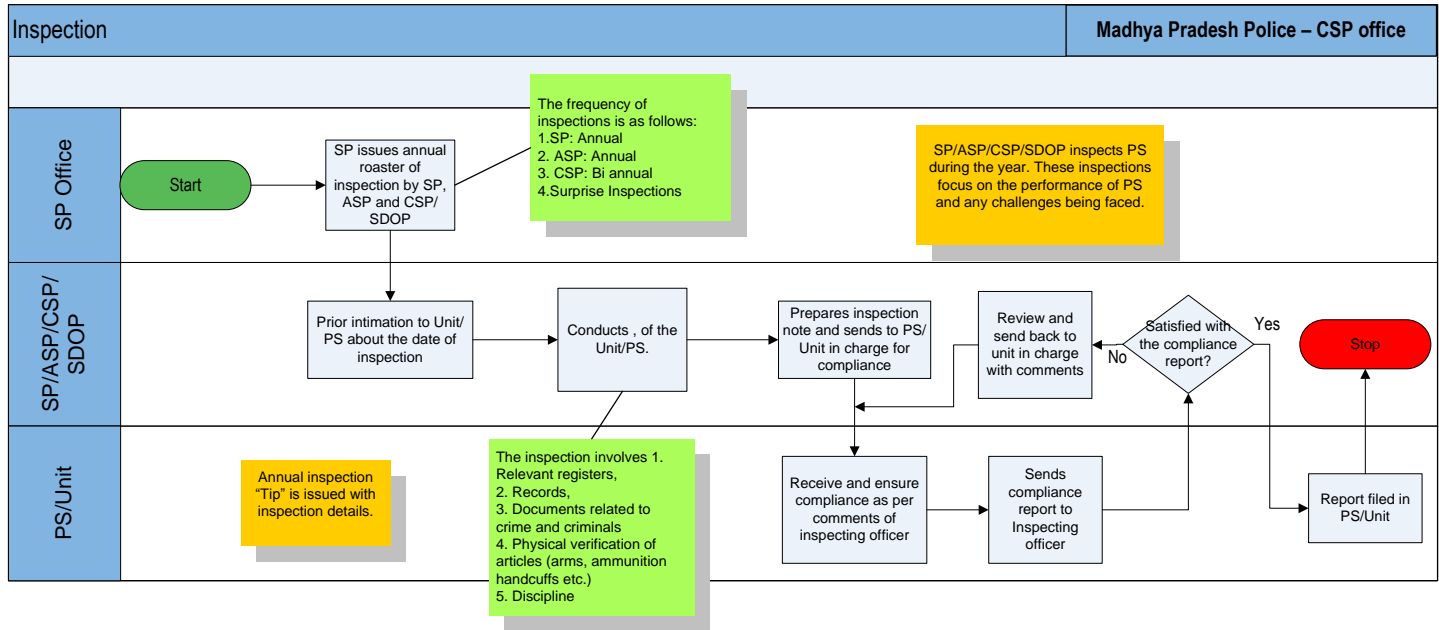 Inspection
Madhya Pradesh Police – CSP office
SP Office
Start
SP issues annual
roaster of
inspection by SP,
ASP and CSP/
SDOP
The frequency of
inspections is as follows:
1.SP: Annual
2. ASP: Annual
3. CSP: Bi annual
4.Surprise Inspections
SP/ASP/CSP/SDOP inspects PS
during the year. These inspections
focus on the performance of PS
and any challenges being faced.
SP/ASP/CSP/
SDOP
Prior intimation to Unit/
PS about the date of
inspection
Conducts , of the
Unit/PS.
Prepares inspection
note and sends to PS/
Unit in charge for
compliance
Review and
send back to
unit in charge
with comments
No
Satisfied with
the compliance
report?
Yes
Stop
PS/Unit
Annual inspection
“Tip” is issued with
inspection details.
The inspection involves 1.
Relevant registers,
2. Records,
3. Documents related to
crime and criminals
4. Physical verification of
articles (arms, ammunition
handcuffs etc.)
5. Discipline
Receive and ensure
compliance as per
comments of
inspecting officer
Sends
compliance
report to
Inspecting
officer
Report filed in
PS/Unit